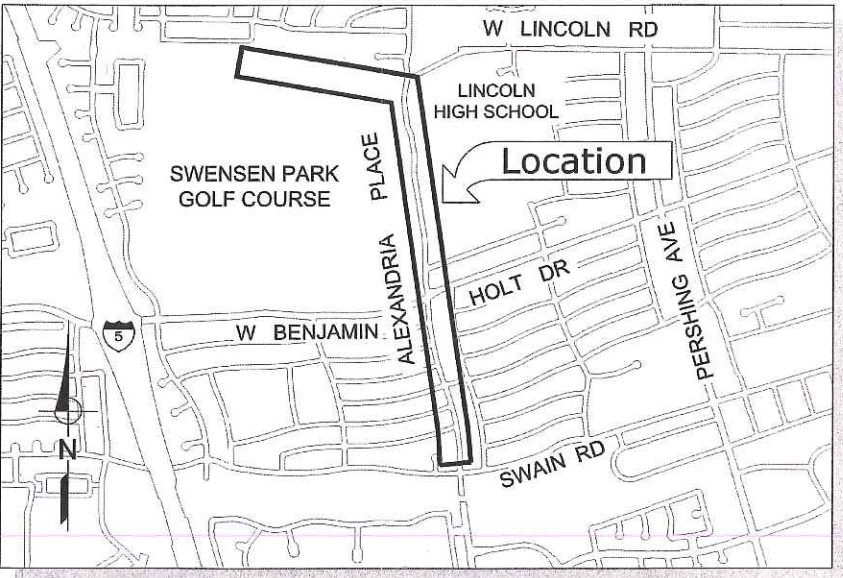 W LINCOLN RD
LINCOLN
HIGH SCHOOL
Location
SWENSEN PARK
GOLF COURSE
ALEXANDRIA PLACE
HOLT DR
PERSHING AVE
W BENJAMIN
5
N
SWAIN RD